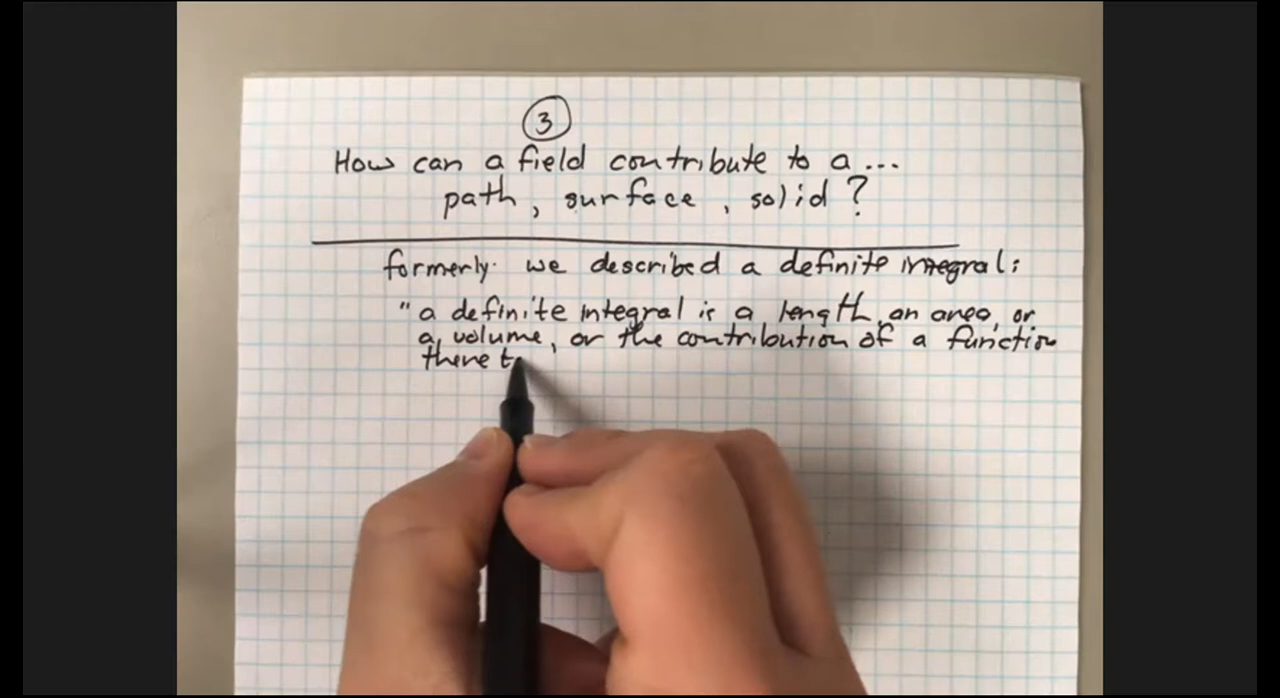 3
How can a field contribute to a ...
path, surface, solid ?
formerly. we described a definite integral:
"a definite integral is a length, an area, or
a volume, or the contribution of a function
there t